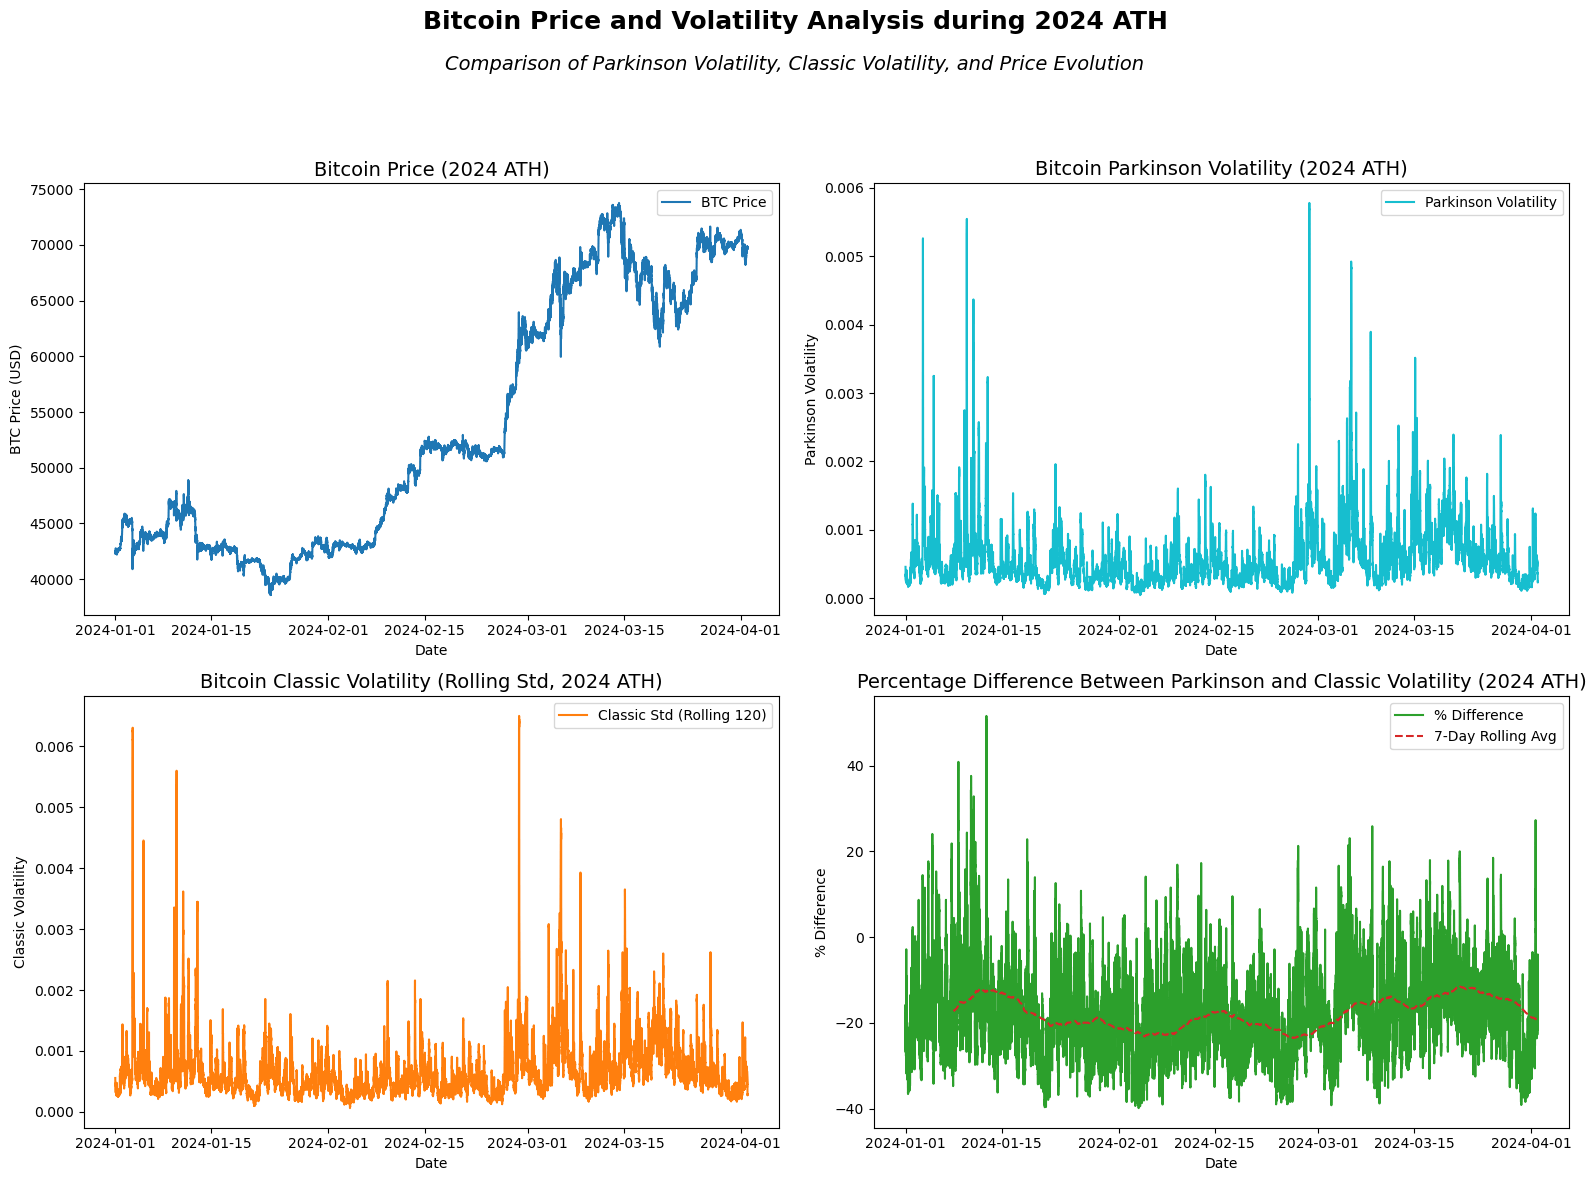 Bitcoin Price and Volatility Analysis during 2024 ATH
Comparison of Parkinson Volatility, Classic Volatility, and Price Evolution
Bitcoin Price (2024 ATH)
75000
70000
65000
60000
55000
50000
45000
40000
BTC Price (USD)
BTC Price
2024-01-01
2024-01-15
2024-02-01
2024-02-15
2024-03-01
2024-03-15
2024-04-01
Date
Bitcoin Parkinson Volatility (2024 ATH)
0.006
0.005
0.004
0.003
0.002
0.001
0.000
Parkinson Volatility
Parkinson Volatility
2024-01-01
2024-01-15
2024-02-01
2024-02-15
2024-03-01
2024-03-15
2024-04-01
Date
Bitcoin Classic Volatility (Rolling Std, 2024 ATH)
0.006
0.005
0.004
0.003
0.002
0.001
0.000
Classic Volatility
Classic Std (Rolling 120)
2024-01-01
2024-01-15
2024-02-01
2024-02-15
2024-03-01
2024-03-15
2024-04-01
Date
Percentage Difference Between Parkinson and Classic Volatility (2024 ATH)
40
20
0
−20
−40
% Difference
% Difference
7-Day Rolling Avg
2024-01-01
2024-01-15
2024-02-01
2024-02-15
2024-03-01
2024-03-15
2024-04-01
Date